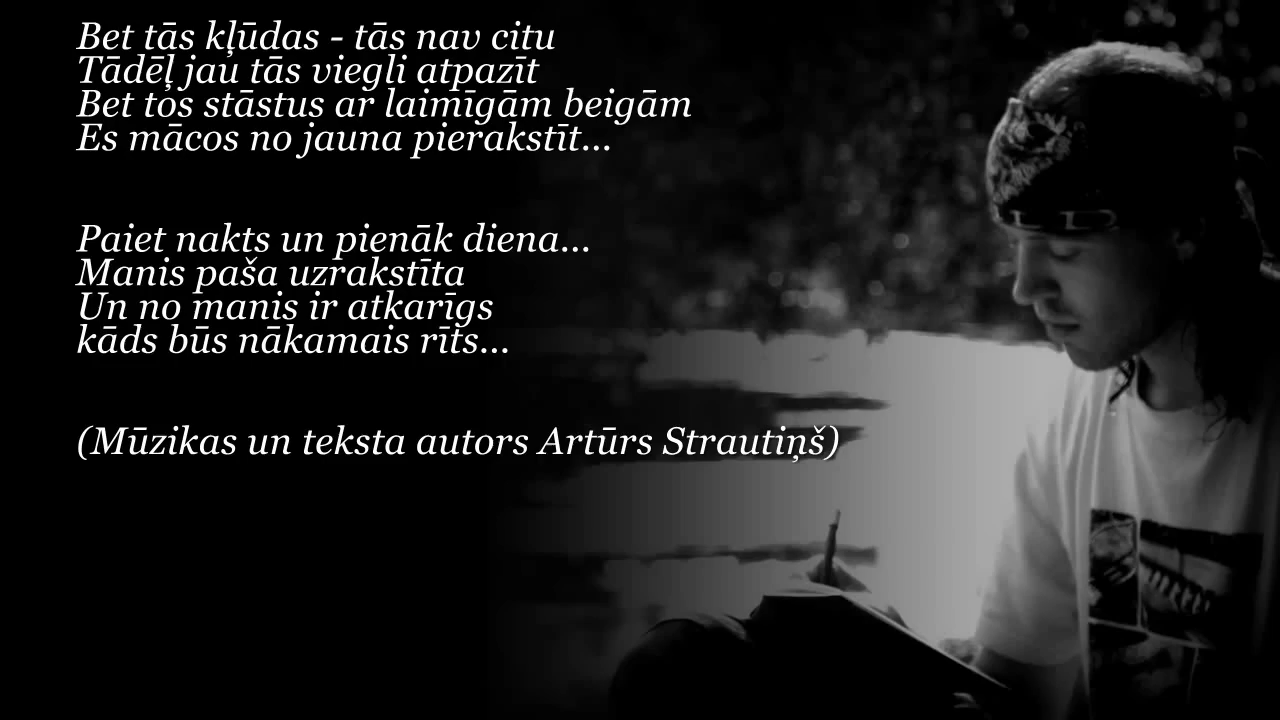 Bet tās kļūdas - tās nav citu
Tādēļ jau tās viegli atpazīt
Bet tos stāstus ar laimīgām beigām
Es mācos no jauna pierakstīt...
Paiet nakts un pienāk diena...
Manis paša uzrakstīta
Un no manis ir atkarīgs
kāds būs nākamais rīts...
(Mūzikas un teksta autors Artūrs Strautiņš)